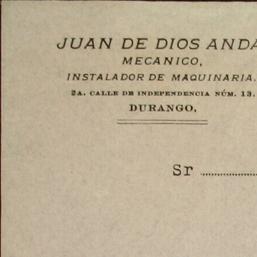 JUAN DE DIOS ANDA
MECANICO,
INSTALADOR DE MAQUINARIA.
2A. CALLE DE INDEPENDENCIA NÚM. 13.
DURANGO,
Sr ..................